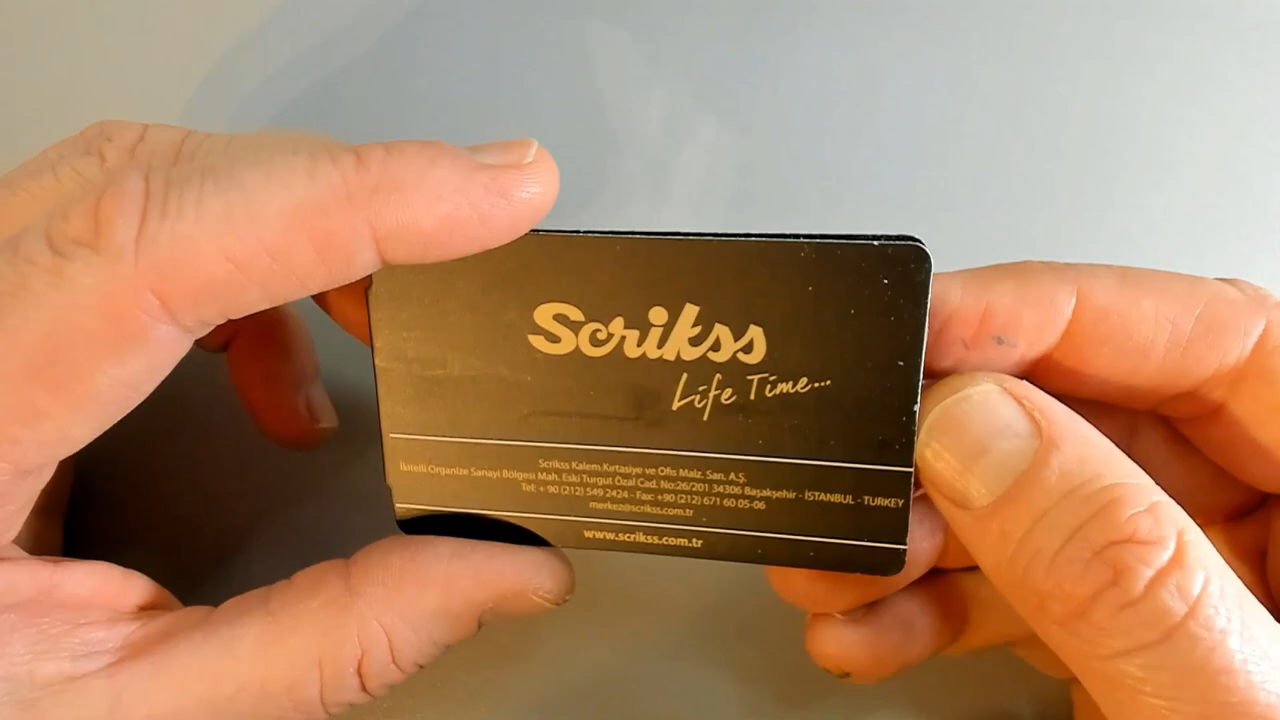 Scrikss
Life Time...
Scrikss Kalem Kırtasiye ve Ofis Malz. San. A.Ş.
İkitelli Organize Sanayi Bölgesi Mah. Eski Turgut Özal Cad. No:26/201 34306 Başakşehir - İSTANBUL - TURKEY
Tel: + 90 (212) 549 2424 - Fax: +90 (212) 671 60 05-06
merkez@scrikss.com.tr
www.scrikss.com.tr